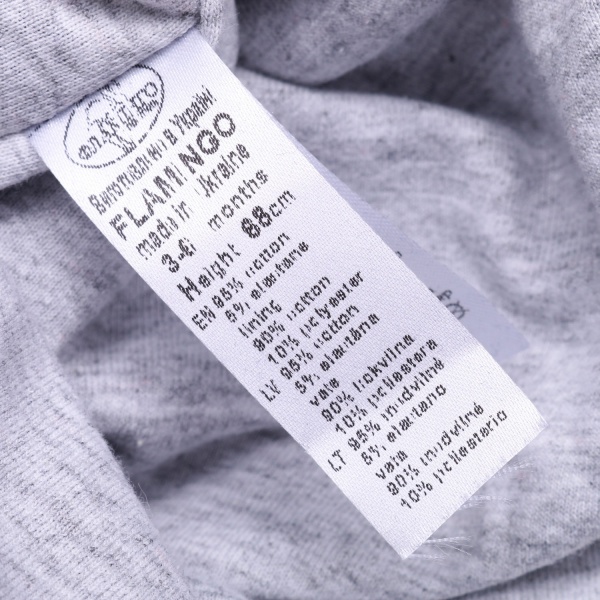 Виготовлено в Україні
FLAMINGO
made in Ukraine
3-6 months
Height 68cm
EN 95% cotton
5% elastane
lining
90% cotton
10% polyester
LV 95% cotton
5% elastāna
vate
90% kokvilna
10% poliestera
LT 95% medvilnė
5% elastano
vata
90% medvilnė
10% poliesterio